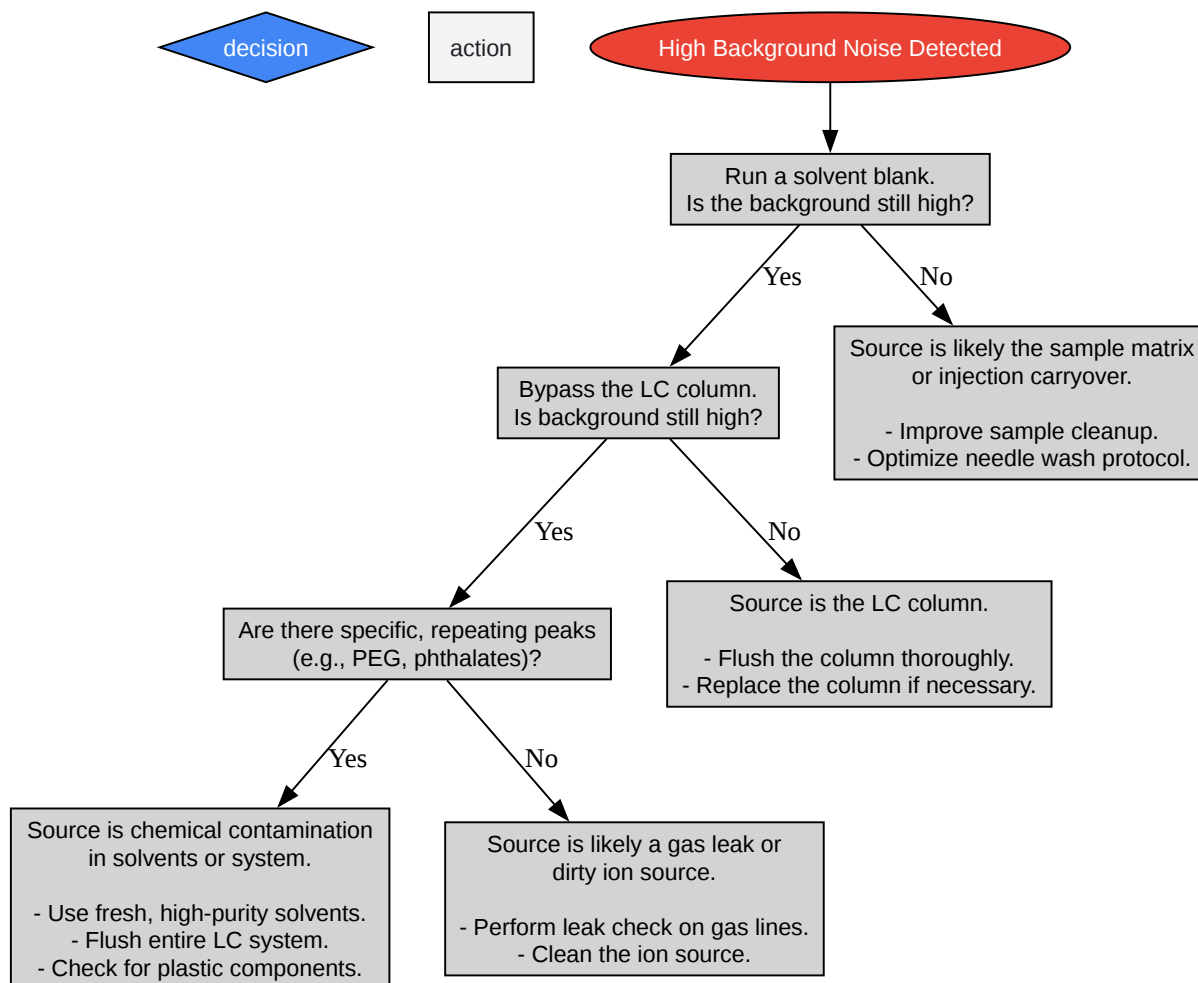 decision
action
High Background Noise Detected
Run a solvent blank.
Is the background still high?
Yes
No
Source is likely the sample matrix
or injection carryover.
- Improve sample cleanup.
- Optimize needle wash protocol.
Bypass the LC column.
Is background still high?
Yes
No
Source is the LC column.
- Flush the column thoroughly.
- Replace the column if necessary.
Are there specific, repeating peaks
(e.g., PEG, phthalates)?
Yes
No
Source is chemical contamination
in solvents or system.
- Use fresh, high-purity solvents.
- Flush entire LC system.
- Check for plastic components.
Source is likely a gas leak or
dirty ion source.
- Perform leak check on gas lines.
- Clean the ion source.